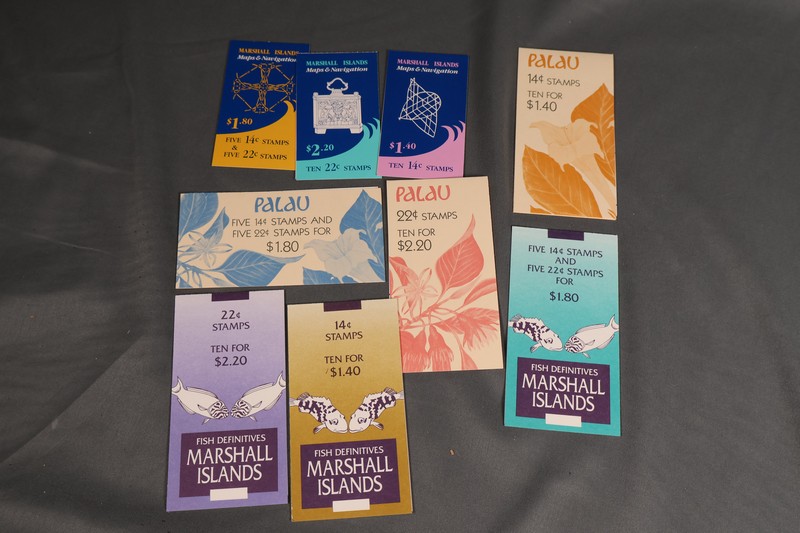 MARSHALL ISLANDS
Maps & Navigation
$1.80
FIVE 14¢ STAMPS
&
FIVE 22¢ STAMPS
MARSHALL ISLANDS
Maps & Navigation
$2.20
TEN 22¢ STAMPS
MARSHALL ISLANDS
Maps & Navigation
$1.40
TEN 14¢ STAMPS
PALAU
14¢ STAMPS
TEN FOR
$1.40
PALAU
FIVE 14¢ STAMPS AND
FIVE 22¢ STAMPS FOR
$1.80
PALAU
22¢ STAMPS
TEN FOR
$2.20
FIVE 14¢ STAMPS
AND
FIVE 22¢ STAMPS
FOR
$1.80
FISH DEFINITIVES
MARSHALL
ISLANDS
22¢
STAMPS
TEN FOR
$2.20
FISH DEFINITIVES
MARSHALL
ISLANDS
14¢
STAMPS
TEN FOR
$1.40
FISH DEFINITIVES
MARSHALL
ISLANDS